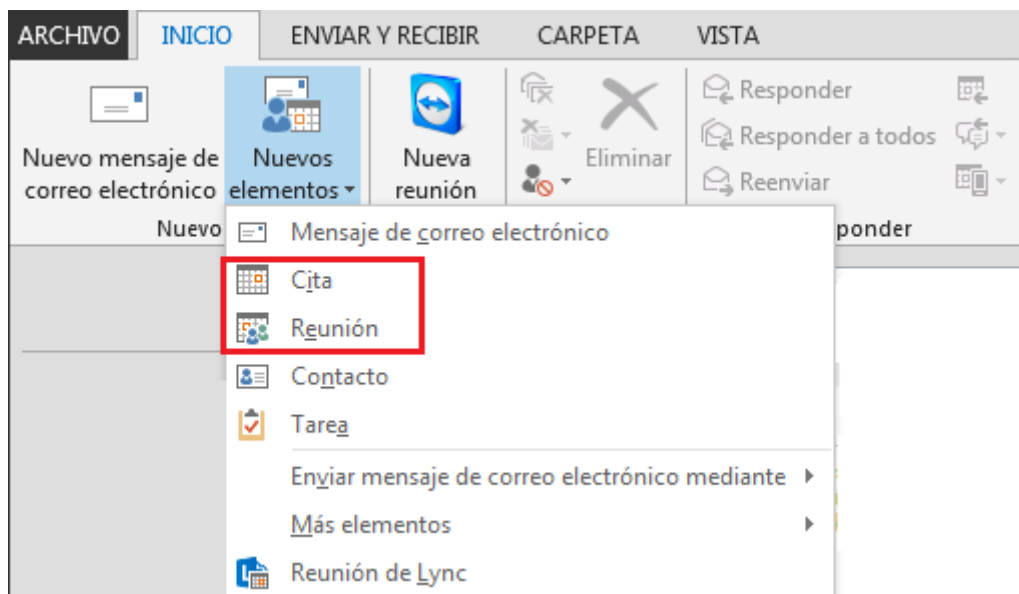 ARCHIVO INICIO ENVIAR Y RECIBIR CARPETA VISTA
Nuevo mensaje de correo electrónico
Nuevos elementos
Nueva reunión
Eliminar
Responder
Responder a todos
Reenviar
Nuevo
ponder
Mensaje de correo electrónico
Cita
Reunión
Contacto
Tarea
Enviar mensaje de correo electrónico mediante
Más elementos
Reunión de Lync